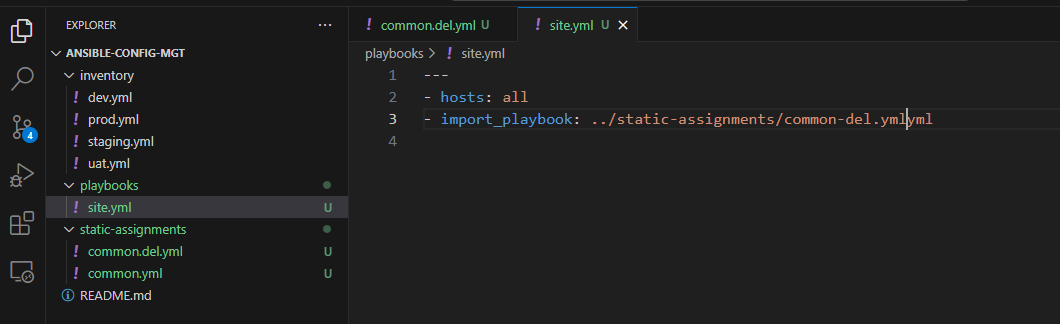 EXPLORER
ANSIBLE-CONFIG-MGT
inventory
! dev.yml
! prod.yml
! staging.yml
! uat.yml
playbooks
! site.yml U
static-assignments
! common.del.yml U
! common.yml U
README.md
4
! common.del.yml U
! site.yml U
playbooks > ! site.yml
1 ---
2 - hosts: all
3 - import_playbook: ../static-assignments/common-del.ymlyml
4